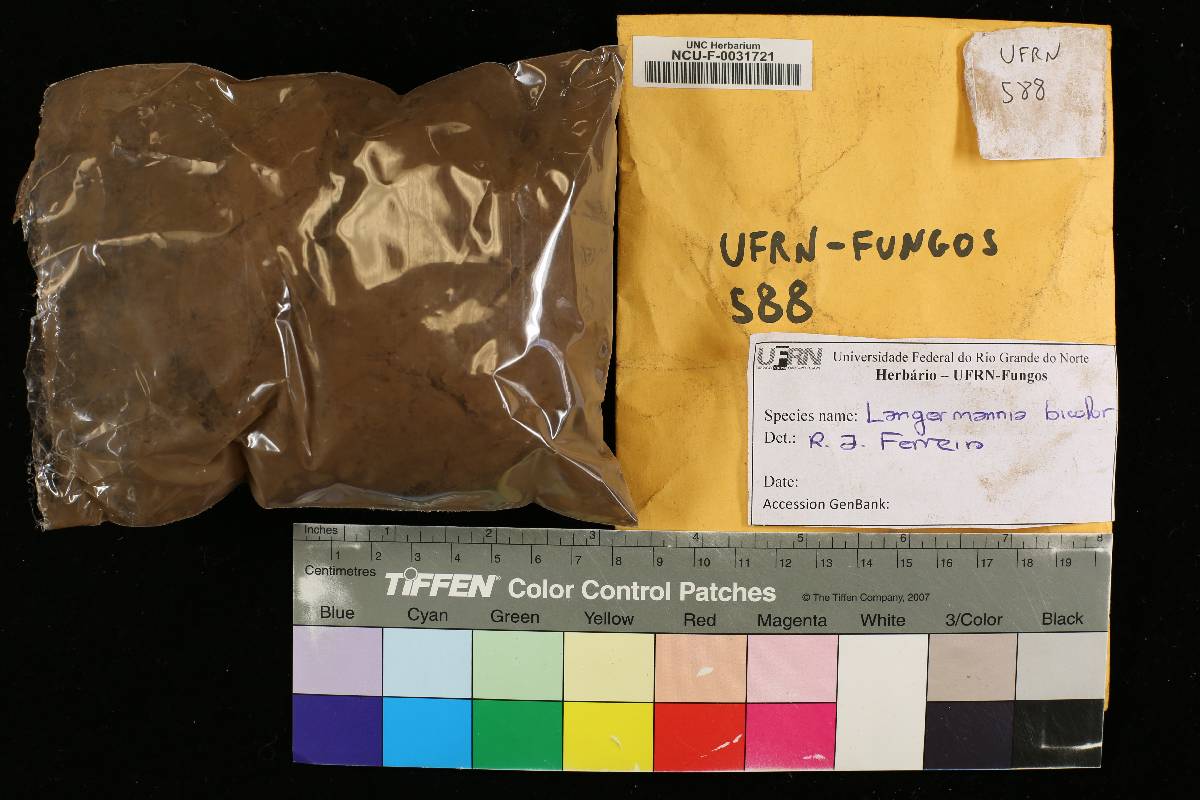 UNC Herbarium
NCU-F-0031721
UFRN
588
UFRN-FUNGOS
588
UFRN Universidade Federal do Rio Grande do Norte
Herbário – UFRN-Fungos
Species name: Langermannia bicolor
Det.: R. J. Ferreira
Date:
Accession GenBank:
Inches 1 2 3 4 5 6 7 8
1 2 3 4 5 6 7 8 9 10 11 12 13 14 15 16 17 18 19
Centimetres
TIFFEN® Color Control Patches © The Tiffen Company, 2007
Blue Cyan Green Yellow Red Magenta White 3/Color Black